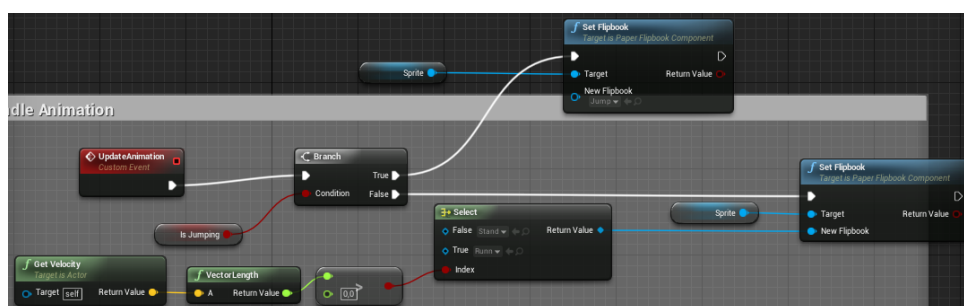 f Set Flipbook
Target is Paper Flipbook Component
Sprite
Target
Return Value
New Flipbook
Jump
dle Animation
UpdateAnimation
Custom Event
Branch
True
Condition
False
f Set Flipbook
Target is Paper Flipbook Component
Select
False
Stand
Return Value
True
Runn
Index
Sprite
Target
Return Value
New Flipbook
Is Jumping
f Get Velocity
Target is Actor
Target
self
Return Value
f VectorLength
A
Return Value
>
0,0